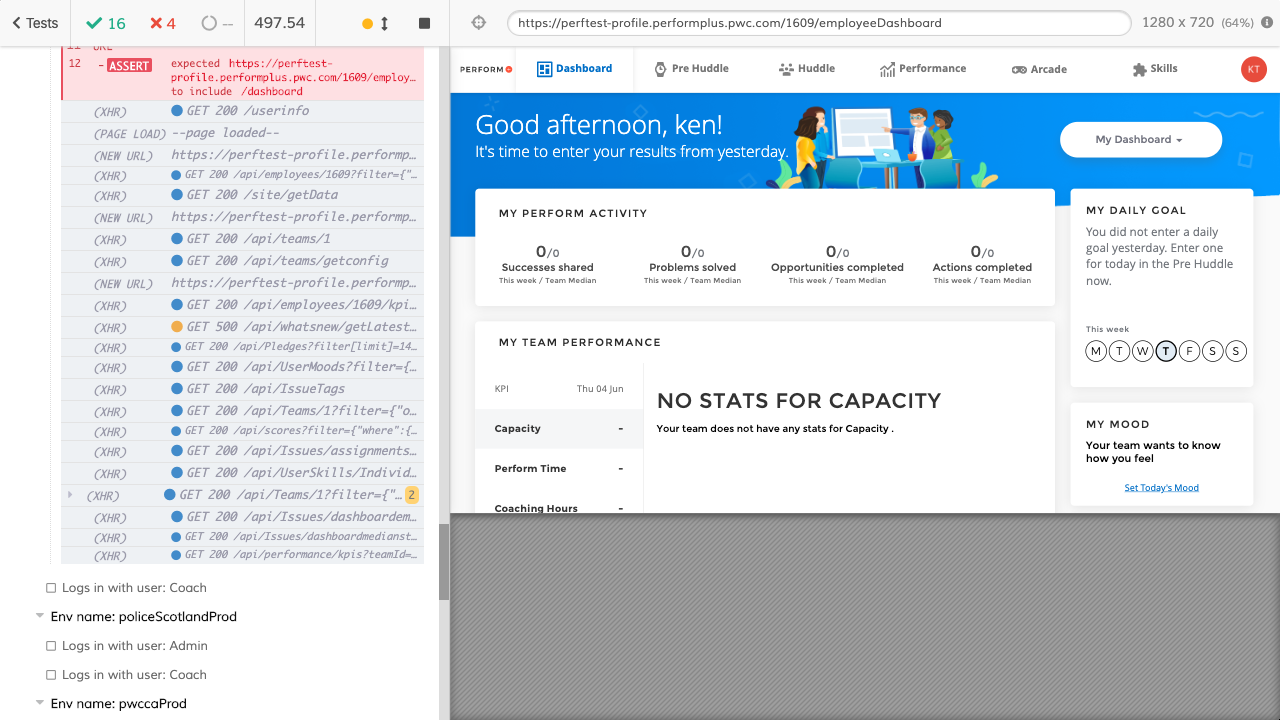 Tests
16
4
--
497.54
https://perftest-profile.performplus.pwc.com/1609/employeeDashboard
1280 x 720 (64%)
11 URL
12 -ASSERT expected https://perftest-
profile.performplus.pwc.com/1609/employ…
to include /dashboard
(XHR) GET 200 /userinfo
(PAGE LOAD) --page loaded--
(NEW URL) https://perftest-profile.performp…
(XHR) GET 200 /api/employees/1609?filter={"…
(XHR) GET 200 /site/getData
(NEW URL) https://perftest-profile.performp…
(XHR) GET 200 /api/teams/1
(XHR) GET 200 /api/teams/getconfig
(NEW URL) https://perftest-profile.performp…
(XHR) GET 200 /api/employees/1609/kpi…
(XHR) GET 500 /api/whatsnew/getLatest…
(XHR) GET 200 /api/Pledges?filter[limit]=14…
(XHR) GET 200 /api/UserMoods?filter={…
(XHR) GET 200 /api/IssueTags
(XHR) GET 200 /api/Teams/1?filter={"o…
(XHR) GET 200 /api/scores?filter={"where":{…
(XHR) GET 200 /api/Issues/assignments…
(XHR) GET 200 /api/UserSkills/Individ…
(XHR) GET 200 /api/Teams/1?filter={"… 2
(XHR) GET 200 /api/Issues/dashboardem…
(XHR) GET 200 /api/Issues/dashboardmedianst…
(XHR) GET 200 /api/performance/kpis?teamId=…
Logs in with user: Coach
Env name: policeScotlandProd
Logs in with user: Admin
Logs in with user: Coach
Env name: pwccaProd
PERFORM
Dashboard
Pre Huddle
Huddle
Performance
Arcade
Skills
KT
Good afternoon, ken!
It's time to enter your results from yesterday.
My Dashboard
MY PERFORM ACTIVITY
0/0
Successes shared
This week / Team Median
0/0
Problems solved
This week / Team Median
0/0
Opportunities completed
This week / Team Median
0/0
Actions completed
This week / Team Median
MY TEAM PERFORMANCE
KPI Thu 04 Jun
Capacity -
Perform Time -
Coaching Hours -
NO STATS FOR CAPACITY
Your team does not have any stats for Capacity .
MY DAILY GOAL
You did not enter a daily
goal yesterday. Enter one
for today in the Pre Huddle
now.
This week
M T W T F S S
MY MOOD
Your team wants to know
how you feel
Set Today's Mood